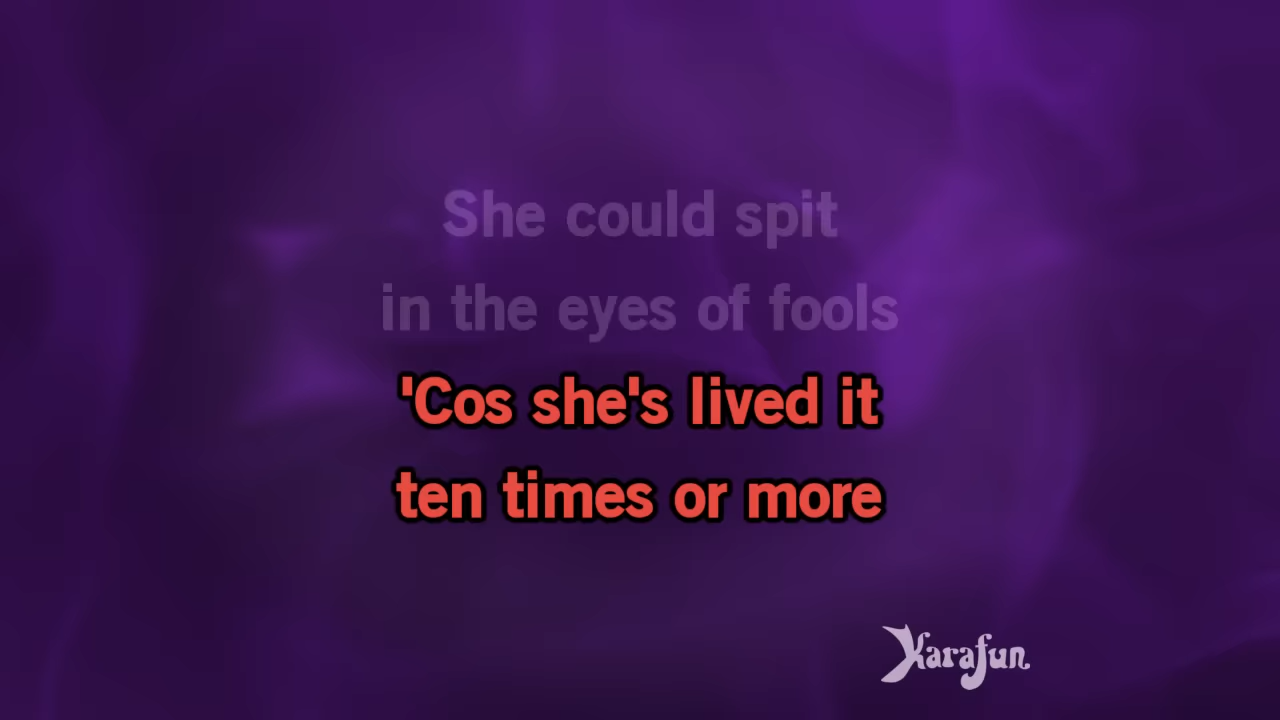 She could spit
in the eyes of fools
'Cos she's lived it
ten times or more
Karafun